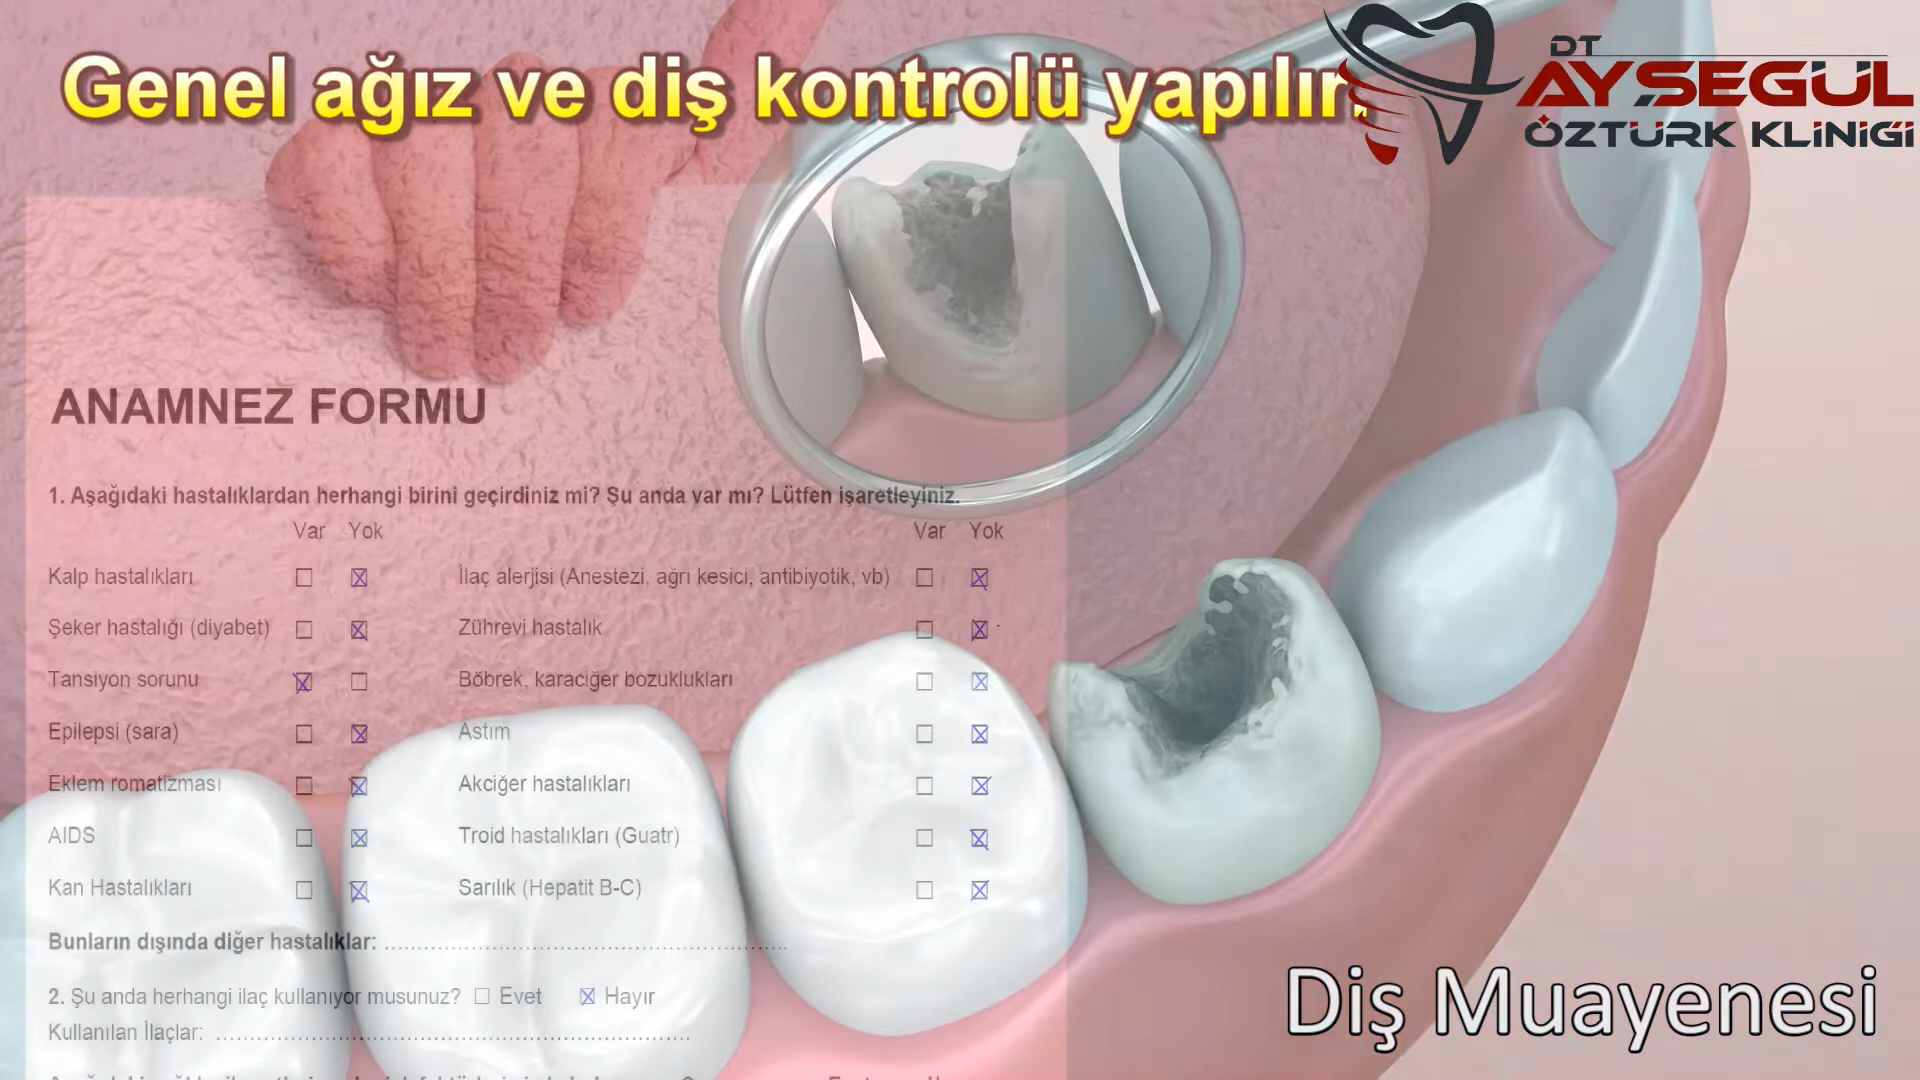 Genel ağız ve diş kontrolü yapılır.
DT
AYŞEGÜL
ÖZTÜRK KLİNİĞİ
ANAMNEZ FORMU
1. Aşağıdaki hastalıklardan herhangi birini geçirdiniz mi? Şu anda var mı? Lütfen işaretleyiniz.
Var Yok Var Yok
Kalp hastalıkları ☐ ☒ İlaç alerjisi (Anestezi, ağrı kesici, antibiyotik, vb) ☐ ☒
Şeker hastalığı (diyabet) ☐ ☒ Zührevi hastalık ☐ ☒
Tansiyon sorunu ☒ ☐ Böbrek, karaciğer bozuklukları ☐ ☒
Epilepsi (sara) ☐ ☒ Astım ☐ ☒
Eklem romatizması ☐ ☒ Akciğer hastalıkları ☐ ☒
AIDS ☐ ☒ Troid hastalıkları (Guatr) ☐ ☒
Kan Hastalıkları ☐ ☒ Sarılık (Hepatit B-C) ☐ ☒
Bunların dışında diğer hastalıklar: ..............................................................
2. Şu anda herhangi ilaç kullanıyor musunuz? ☐ Evet ☒ Hayır
Kullanılan İlaçlar: ........................................................................
Diş Muayenesi